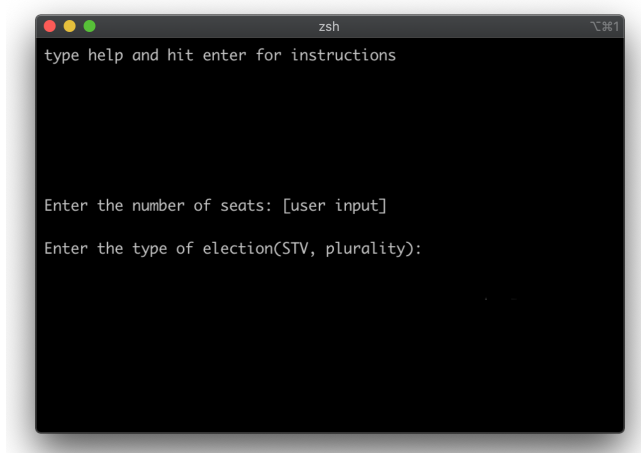 zsh
⌥⌘1
type help and hit enter for instructions
Enter the number of seats: [user input]
Enter the type of election(STV, plurality):